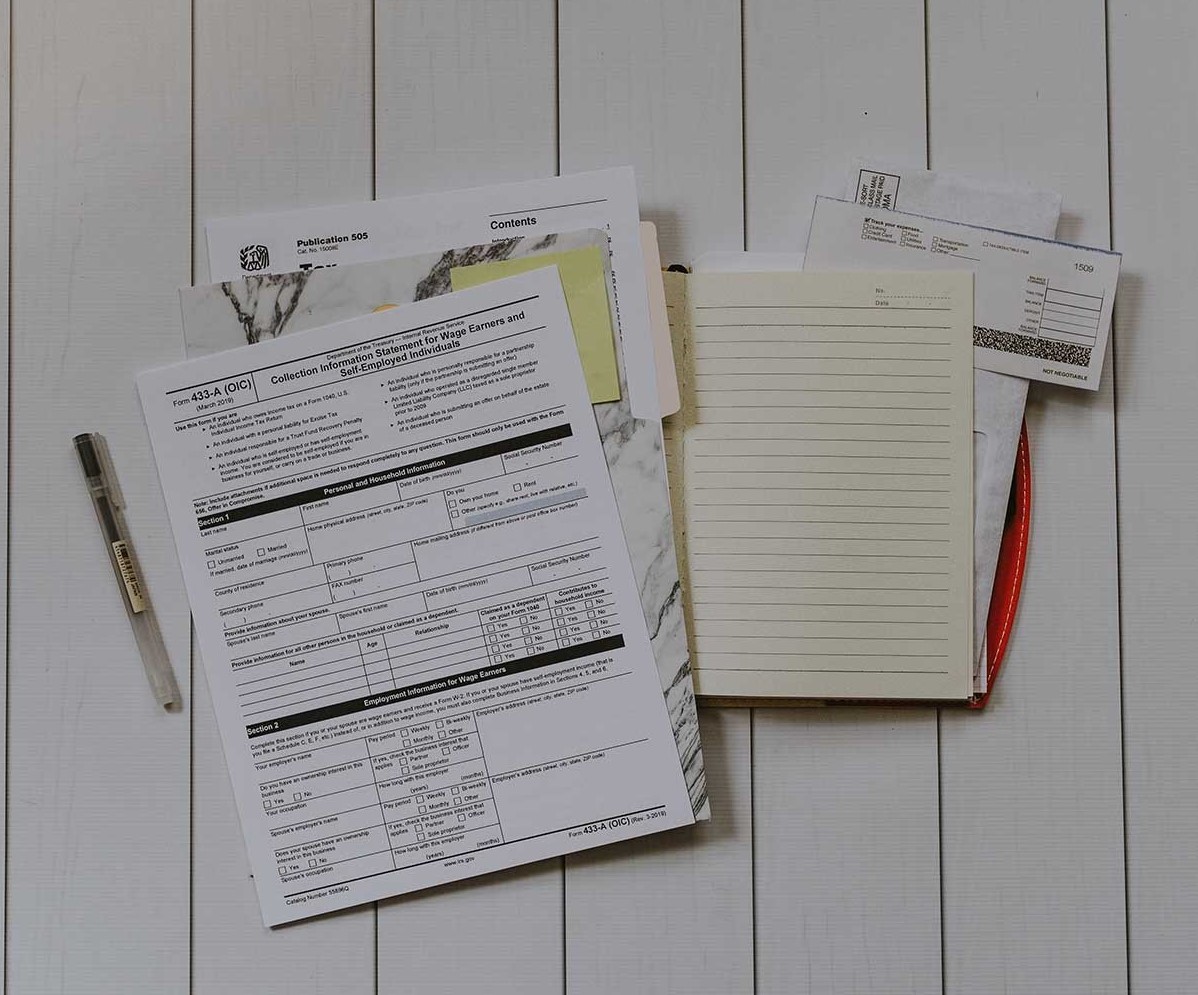 Publication 505
Cat. No. 15008E
Contents
Department of the Treasury — Internal Revenue Service
Form 433-A (OIC)
(March 2019)
Collection Information Statement for Wage Earners and
Self-Employed Individuals
Use this form if you are
▸ An individual who owes income tax on a Form 1040, U.S.
Individual Income Tax Return
▸ An individual with a personal liability for Excise Tax
▸ An individual responsible for a Trust Fund Recovery Penalty
▸ An individual who is self-employed or has self-employment
income. You are considered to be self-employed if you are in
business for yourself, or carry on a trade or business.
▸ An individual who is personally responsible for a partnership
liability (only if the partnership is submitting an offer)
▸ An individual who operated as a disregarded single member
Limited Liability Company (LLC) taxed as a sole proprietor
prior to 2009
▸ An individual who is submitting an offer on behalf of the estate
of a deceased person
Note: Include attachments if additional space is needed to respond completely to any question. This form should only be used with the Form
656, Offer in Compromise.
Section 1 Personal and Household Information
Last name
First name
Date of birth (mm/dd/yyyy)
Social Security Number
Marital status
Unmarried Married
If married, date of marriage (mm/dd/yyyy)
Home physical address (street, city, state, ZIP code)
Do you
Own your home Rent
Other (specify e.g., share rent, live with relative, etc.)
County of residence
Primary phone
( )
Home mailing address (if different from above or post office box number)
Secondary phone
( )
FAX number
( )
Provide information about your spouse.
Spouse's last name
Spouse's first name
Date of birth (mm/dd/yyyy)
Social Security Number
Provide information for all other persons in the household or claimed as a dependent.
Name
Age
Relationship
Claimed as a dependent
on your Form 1040
Contributes to
household income
Yes No Yes No
Yes No Yes No
Yes No Yes No
Yes No Yes No
Section 2 Employment Information for Wage Earners
Complete this section if you or your spouse are wage earners and receive a Form W-2. If you or your spouse have self-employment income (that is
you file a Schedule C, E, F, etc.) instead of, or in addition to wage income, you must also complete Business Information in Sections 4, 5, and 6.
Your employer's name
Pay period Weekly Bi-weekly
Monthly Other
Employer's address (street, city, state, ZIP code)
Do you have an ownership interest in this
business
Yes No
If yes, check the business interest that
applies Partner Officer
Sole proprietor
Your occupation
How long with this employer
(years) (months)
Spouse's employer's name
Pay period Weekly Bi-weekly
Monthly Other
Employer's address (street, city, state, ZIP code)
Does your spouse have an ownership
interest in this business
Yes No
If yes, check the business interest that
applies Partner Officer
Sole proprietor
Spouse's occupation
How long with this employer
(years) (months)
Catalog Number 55896Q
www.irs.gov
Form 433-A (OIC) (Rev. 3-2019)
No.
Date
CLASS MAIL
Track your expenses...
Clothing Food Transportation TAX-DEDUCTIBLE ITEM
Credit Card Utilities Mortgage
Entertainment Insurance Other
1509
BALANCE
FORWARD
THIS ITEM
BALANCE
DEPOSIT
OTHER
BALANCE
FORWARD
NOT NEGOTIABLE